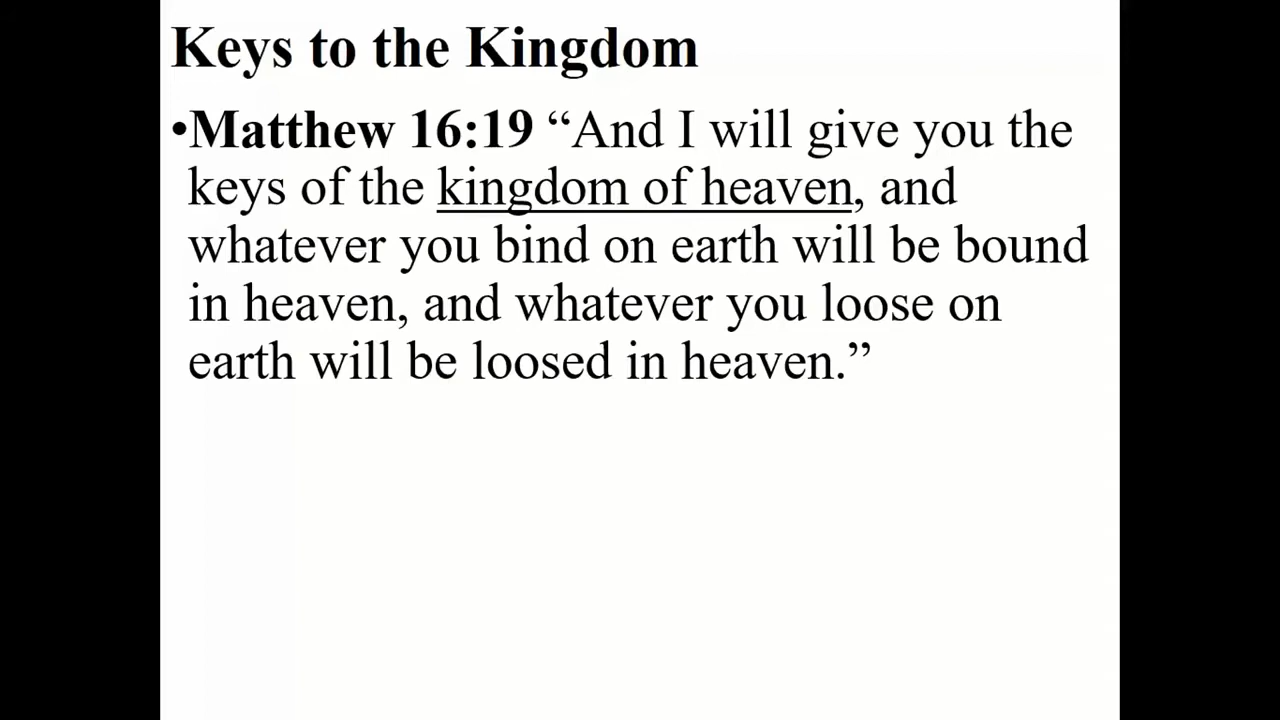 Keys to the Kingdom
•Matthew 16:19 “And I will give you the
keys of the kingdom of heaven, and
whatever you bind on earth will be bound
in heaven, and whatever you loose on
earth will be loosed in heaven.”